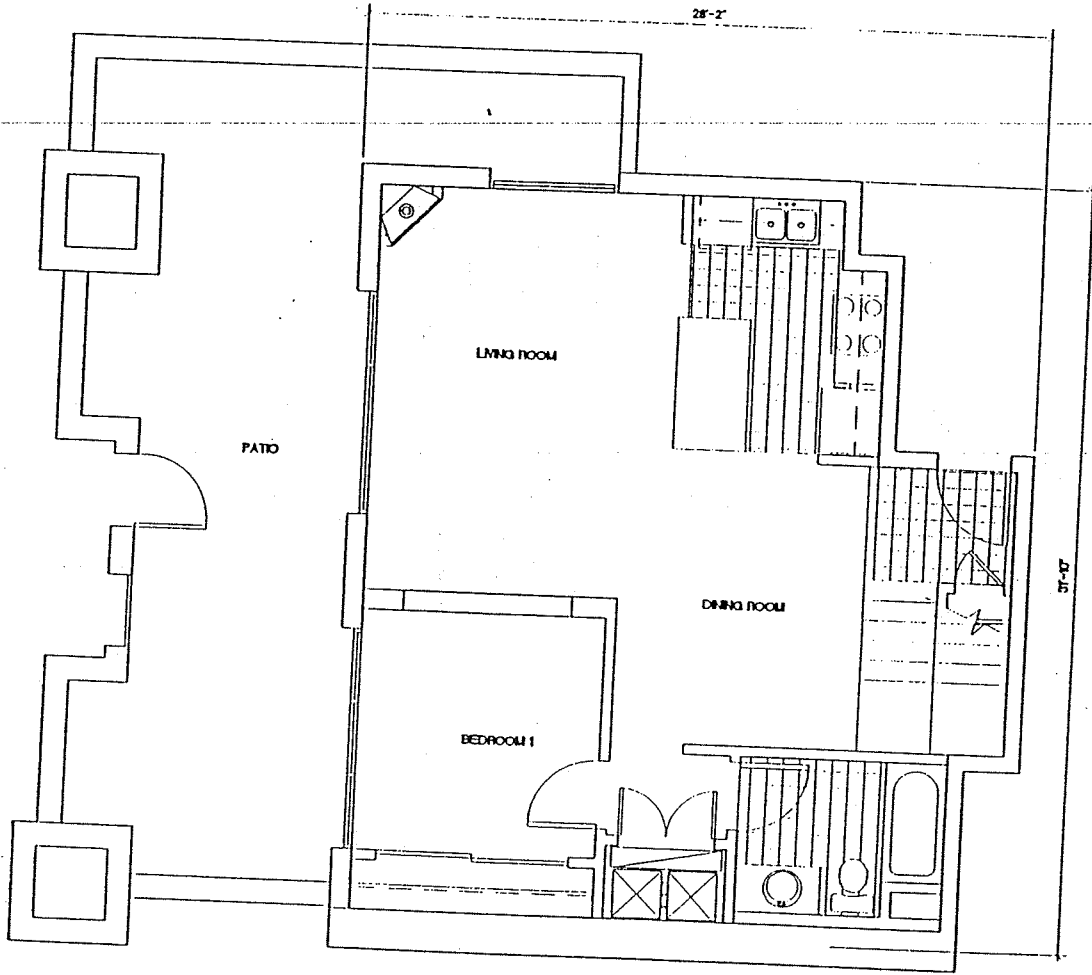 28'-2"
LIVING ROOM
PATIO
31'-10"
DINING ROOM
BEDROOM 1